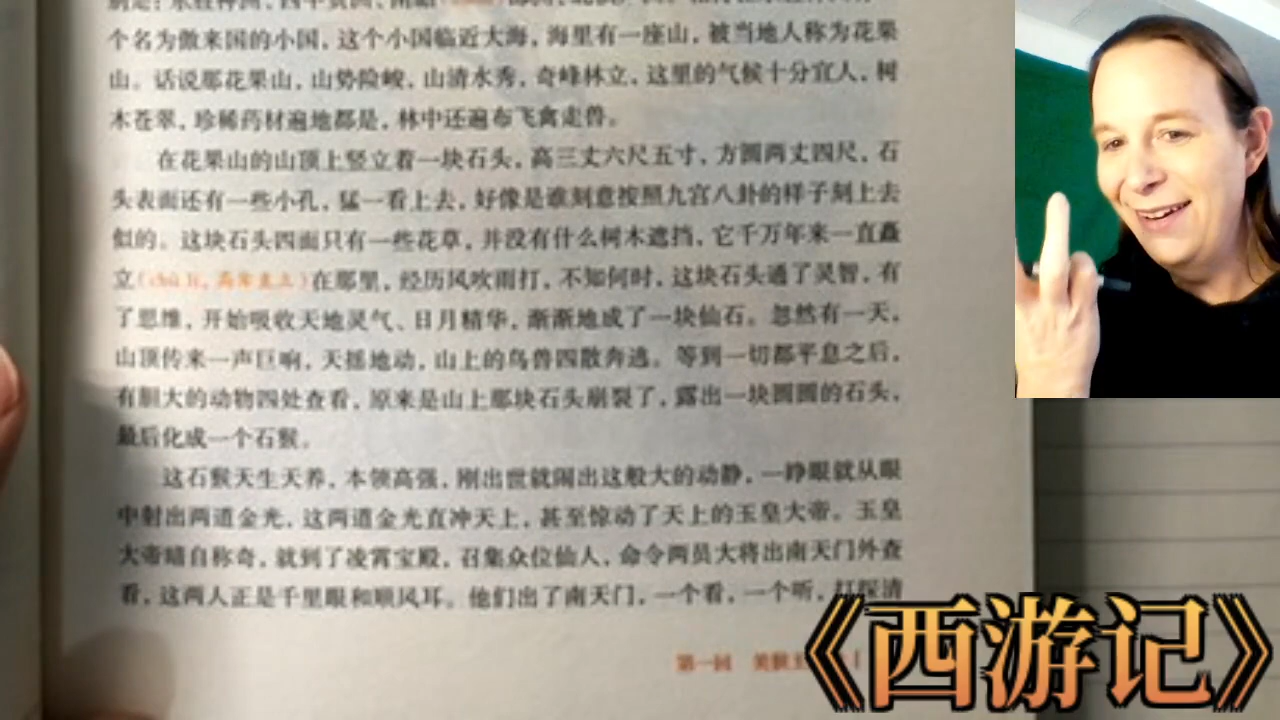 个名为傲来国的小国，这个小国临近大海，海里有一座山，被当地人称为花果
山。话说那花果山，山势险峻，山清水秀，奇峰林立，这里的气候十分宜人，树
木苍翠，珍稀药材遍地都是，林中还遍布飞禽走兽。
在花果山的山顶上竖立着一块石头，高三丈六尺五寸，方圆两丈四尺，石
头表面还有一些小孔，猛一看上去，好像是谁刻意按照九宫八卦的样子刻上去
似的。这块石头四面只有一些花草，并没有什么树木遮挡，它千万年来一直矗
立（chù lì，高耸直立）在那里，经历风吹雨打，不知何时，这块石头通了灵智，有
了思维，开始吸收天地灵气、日月精华，渐渐地成了一块仙石。忽然有一天，
山顶传来一声巨响，天摇地动，山上的鸟兽四散奔逃。等到一切都平息之后，
有胆大的动物四处查看，原来是山上那块石头崩裂了，露出一块圆圆的石头，
最后化成一个石猴。
这石猴天生天养，本领高强，刚出世就闹出这般大的动静，一睁眼就从眼
中射出两道金光，这两道金光直冲天上，甚至惊动了天上的玉皇大帝。玉皇
大帝暗自称奇，就到了凌霄宝殿，召集众位仙人，命令两员大将出南天门外查
看，这两人正是千里眼和顺风耳。他们出了南天门，一个看，一个听，打探清
第一回 美猴
《西游记》